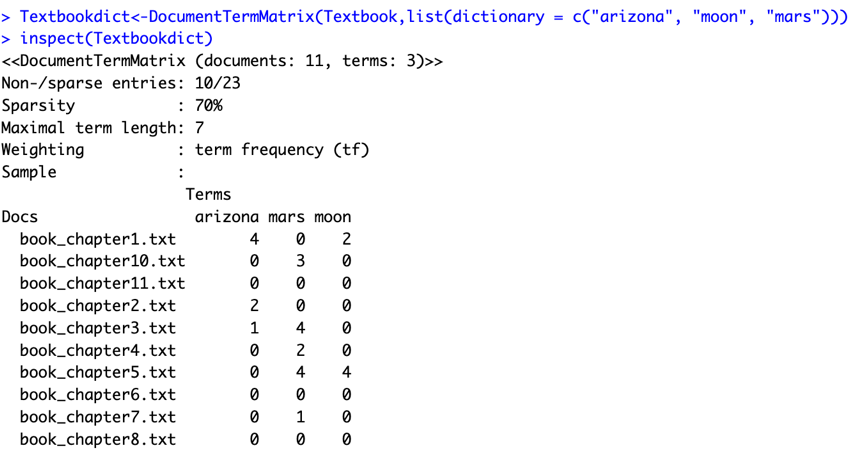 > Textbookdict<-DocumentTermMatrix(Textbook,list(dictionary = c("arizona", "moon", "mars")))
> inspect(Textbookdict)
<<DocumentTermMatrix (documents: 11, terms: 3)>>
Non-/sparse entries: 10/23
Sparsity           : 70%
Maximal term length: 7
Weighting          : term frequency (tf)
Sample             :
                  Terms
Docs               arizona mars moon
  book_chapter1.txt       4    0    2
  book_chapter10.txt      0    3    0
  book_chapter11.txt      0    0    0
  book_chapter2.txt       2    0    0
  book_chapter3.txt       1    4    0
  book_chapter4.txt       0    2    0
  book_chapter5.txt       0    4    4
  book_chapter6.txt       0    0    0
  book_chapter7.txt       0    1    0
  book_chapter8.txt       0    0    0